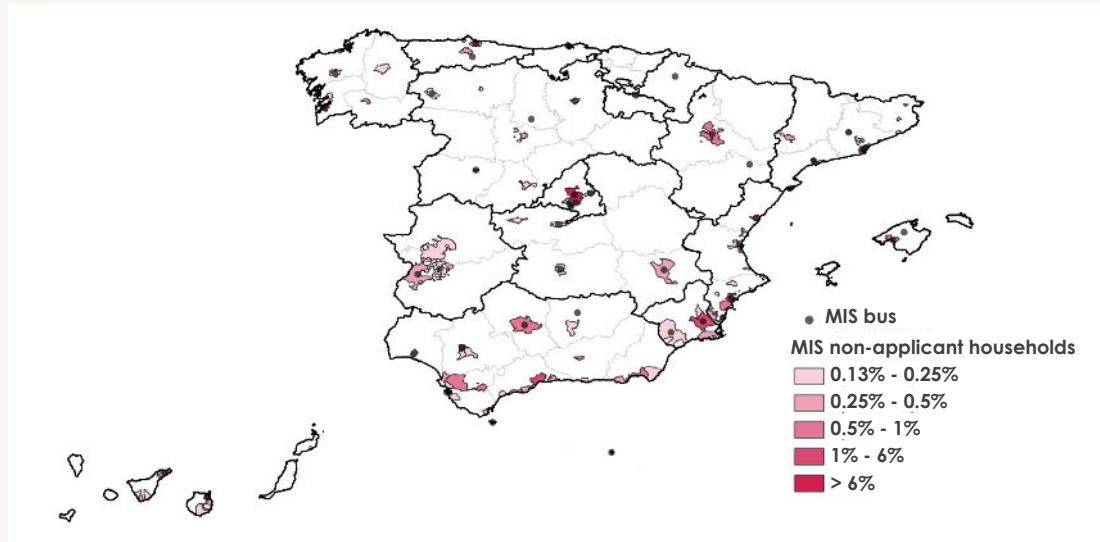 MIS bus
MIS non-applicant households
0.13% - 0.25%
0.25% - 0.5%
0.5% - 1%
1% - 6%
> 6%